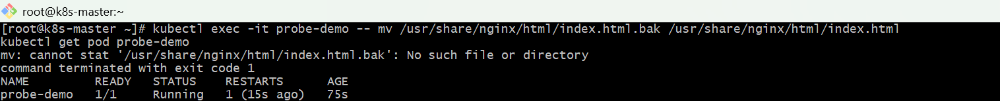 root@k8s-master:~
[root@k8s-master ~]# kubectl exec -it probe-demo -- mv /usr/share/nginx/html/index.html.bak /usr/share/nginx/html/index.html
kubectl get pod probe-demo
mv: cannot stat '/usr/share/nginx/html/index.html.bak': No such file or directory
command terminated with exit code 1
NAME         READY   STATUS    RESTARTS      AGE
probe-demo   1/1     Running   1 (15s ago)   75s